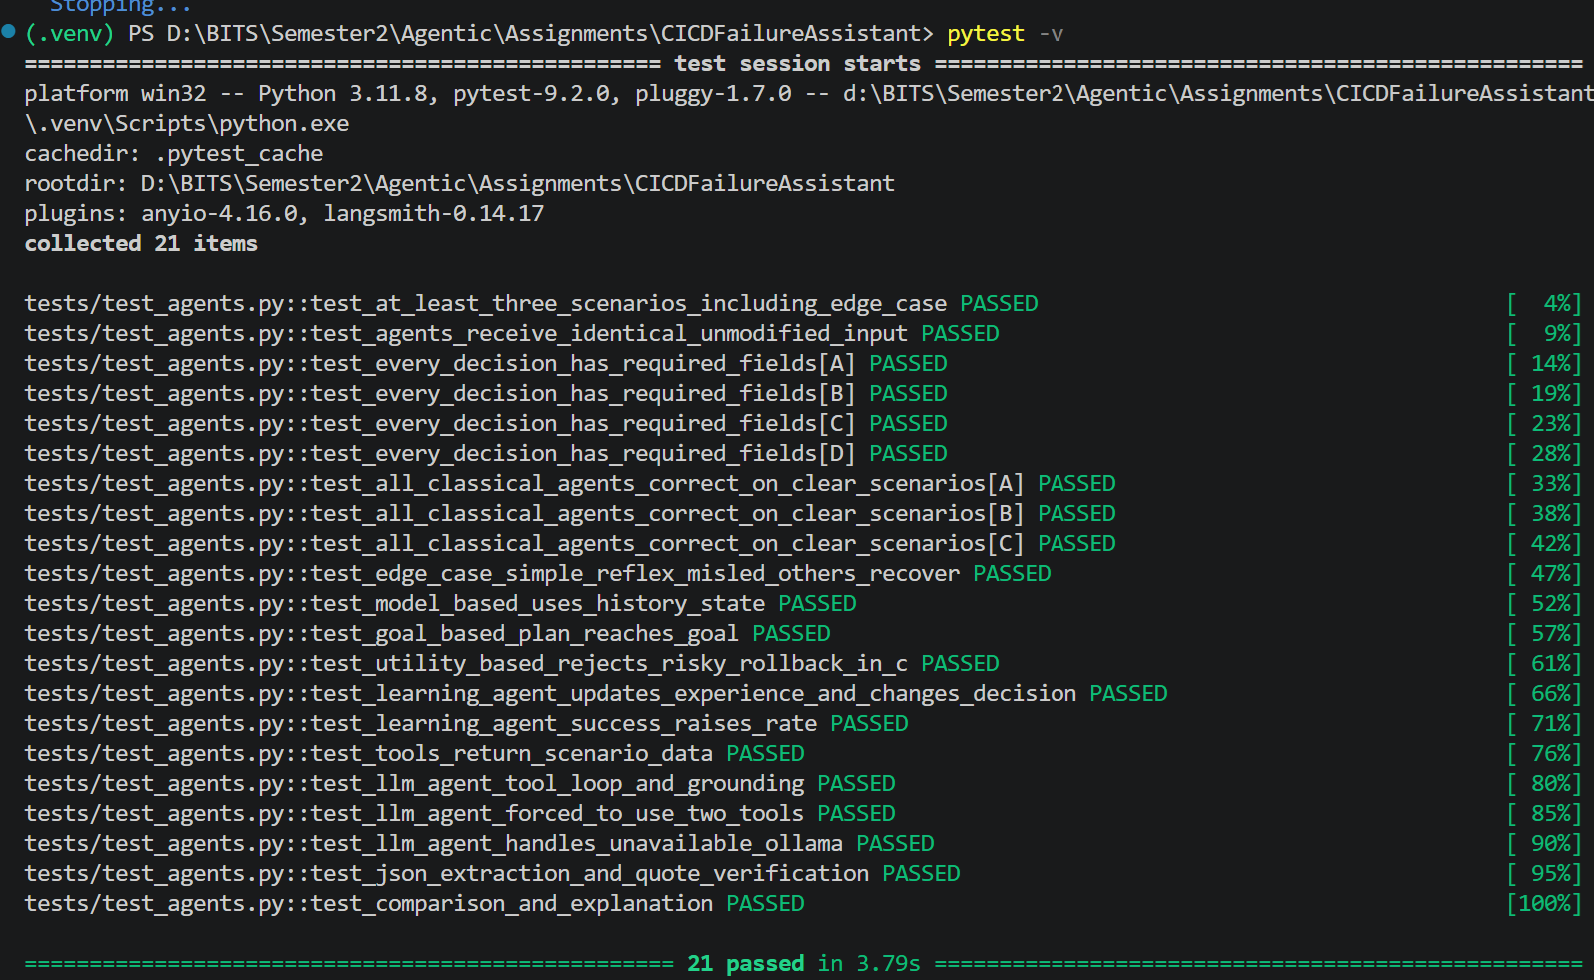 Stopping...
(.venv) PS D:\BITS\Semester2\Agentic\Assignments\CICDFailureAssistant> pytest -v
================================================= test session starts ==================================================
platform win32 -- Python 3.11.8, pytest-9.2.0, pluggy-1.7.0 -- d:\BITS\Semester2\Agentic\Assignments\CICDFailureAssistant
\.venv\Scripts\python.exe
cachedir: .pytest_cache
rootdir: D:\BITS\Semester2\Agentic\Assignments\CICDFailureAssistant
plugins: anyio-4.16.0, langsmith-0.14.17
collected 21 items
tests/test_agents.py::test_at_least_three_scenarios_including_edge_case PASSED [  4%]
tests/test_agents.py::test_agents_receive_identical_unmodified_input PASSED [  9%]
tests/test_agents.py::test_every_decision_has_required_fields[A] PASSED [ 14%]
tests/test_agents.py::test_every_decision_has_required_fields[B] PASSED [ 19%]
tests/test_agents.py::test_every_decision_has_required_fields[C] PASSED [ 23%]
tests/test_agents.py::test_every_decision_has_required_fields[D] PASSED [ 28%]
tests/test_agents.py::test_all_classical_agents_correct_on_clear_scenarios[A] PASSED [ 33%]
tests/test_agents.py::test_all_classical_agents_correct_on_clear_scenarios[B] PASSED [ 38%]
tests/test_agents.py::test_all_classical_agents_correct_on_clear_scenarios[C] PASSED [ 42%]
tests/test_agents.py::test_edge_case_simple_reflex_misled_others_recover PASSED [ 47%]
tests/test_agents.py::test_model_based_uses_history_state PASSED [ 52%]
tests/test_agents.py::test_goal_based_plan_reaches_goal PASSED [ 57%]
tests/test_agents.py::test_utility_based_rejects_risky_rollback_in_c PASSED [ 61%]
tests/test_agents.py::test_learning_agent_updates_experience_and_changes_decision PASSED [ 66%]
tests/test_agents.py::test_learning_agent_success_raises_rate PASSED [ 71%]
tests/test_agents.py::test_tools_return_scenario_data PASSED [ 76%]
tests/test_agents.py::test_llm_agent_tool_loop_and_grounding PASSED [ 80%]
tests/test_agents.py::test_llm_agent_forced_to_use_two_tools PASSED [ 85%]
tests/test_agents.py::test_llm_agent_handles_unavailable_ollama PASSED [ 90%]
tests/test_agents.py::test_json_extraction_and_quote_verification PASSED [ 95%]
tests/test_agents.py::test_comparison_and_explanation PASSED [100%]
================================================== 21 passed in 3.79s ==================================================